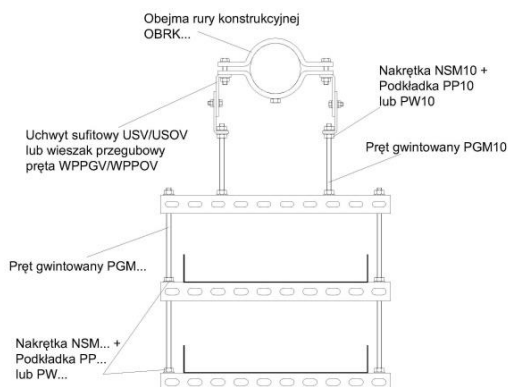 Obejma rury konstrukcyjnej
OBRK...
Nakrętka NSM10 +
Podkładka PP10
lub PW10
Uchwyt sufitowy USV/USOV
lub wieszak przegubowy
pręta WPPGV/WPPOV
Pręt gwintowany PGM10
Pręt gwintowany PGM...
Nakrętka NSM... +
Podkładka PP...
lub PW...